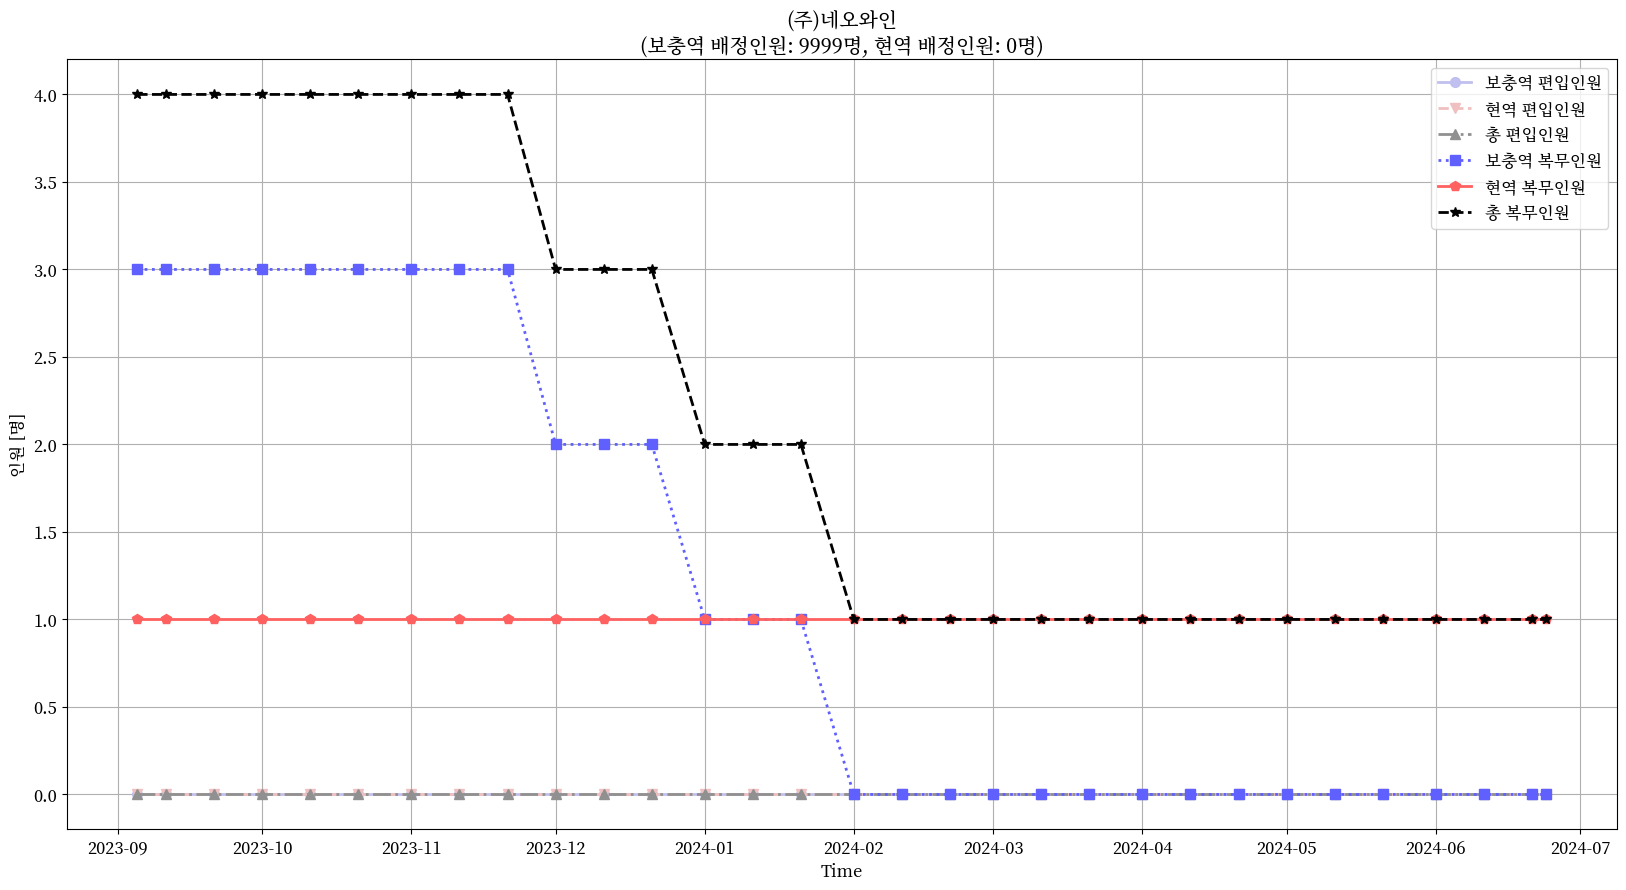 (주)네오와인
(보충역 배정인원: 9999명, 현역 배정인원: 0명)
보충역 편입인원
현역 편입인원
총 편입인원
보충역 복무인원
현역 복무인원
총 복무인원
4.0
3.5
3.0
2.5
2.0
1.5
1.0
0.5
0.0
인원 [명]
2023-09 2023-10 2023-11 2023-12 2024-01 2024-02 2024-03 2024-04 2024-05 2024-06 2024-07
Time